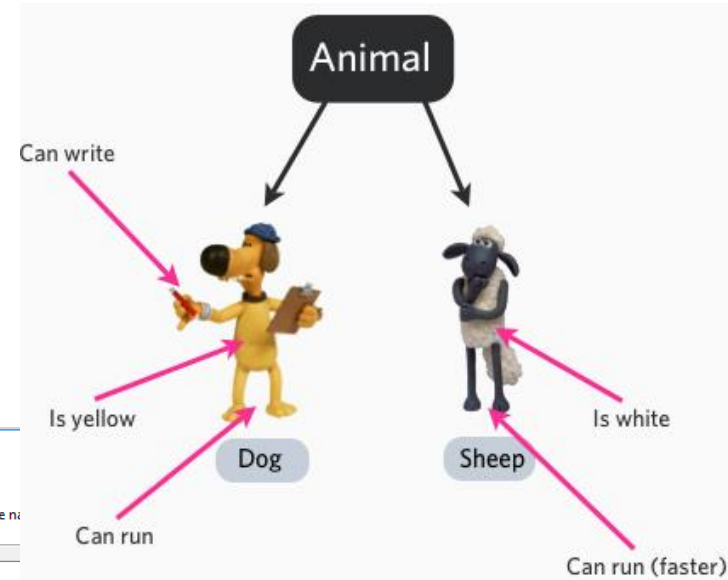 Animal
Can write
Is yellow
Is white
Dog
Sheep
Can run
Can run (faster)